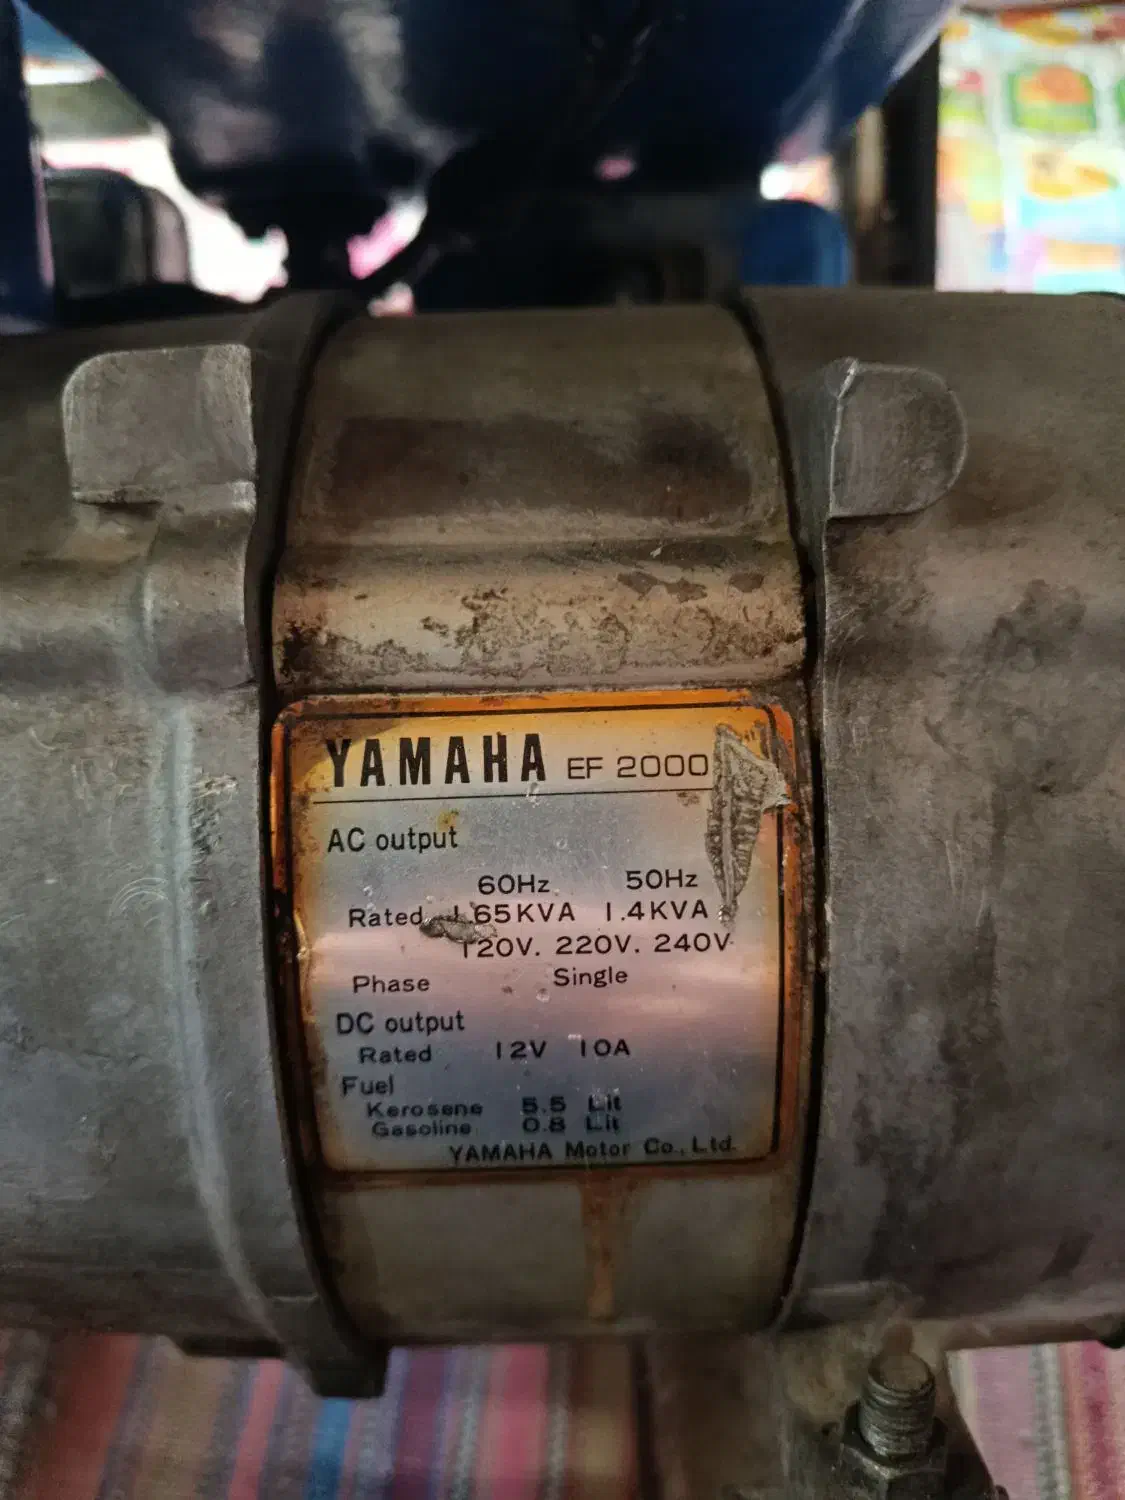 YAMAHA EF 2000
AC output
60Hz 50Hz
Rated 1.65KVA 1.4KVA
120V. 220V. 240V
Phase Single
DC output
Rated 12V 10A
Fuel
Kerosene 5.5 Lit
Gasoline 0.8 Lit
YAMAHA Motor Co., Ltd.